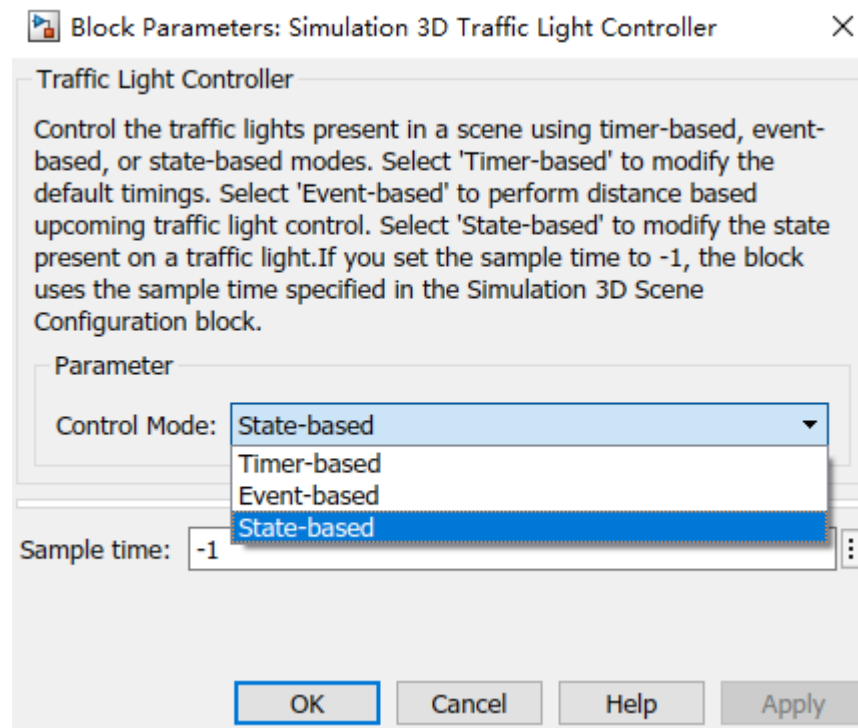 Block Parameters: Simulation 3D Traffic Light Controller
Traffic Light Controller
Control the traffic lights present in a scene using timer-based, event-
based, or state-based modes. Select 'Timer-based' to modify the
default timings. Select 'Event-based' to perform distance based
upcoming traffic light control. Select 'State-based' to modify the state
present on a traffic light.If you set the sample time to -1, the block
uses the sample time specified in the Simulation 3D Scene
Configuration block.
Parameter
Control Mode: State-based
Timer-based
Event-based
State-based
Sample time: -1
OK Cancel Help Apply